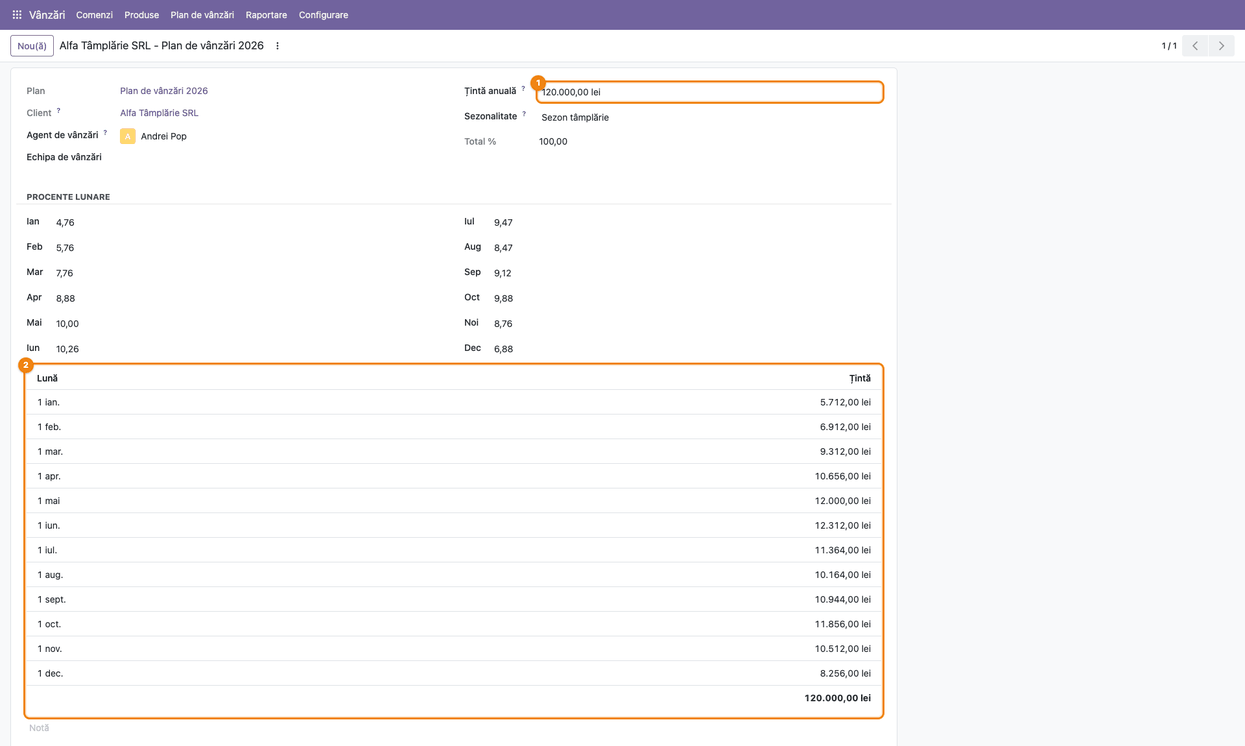 Vânzări Comenzi Produse Plan de vânzări Raportare Configurare
Nou(ă) Alfa Tâmplărie SRL - Plan de vânzări 2026 1 / 1
Plan Plan de vânzări 2026
Client ? Alfa Tâmplărie SRL
Agent de vânzări ? A Andrei Pop
Echipa de vânzări
1
Țintă anuală ? 120.000,00 lei
Sezonalitate ? Sezon tâmplărie
Total % 100,00
PROCENTE LUNARE
Ian 4,76
Feb 5,76
Mar 7,76
Apr 8,88
Mai 10,00
Iun 10,26
Iul 9,47
Aug 8,47
Sep 9,12
Oct 9,88
Noi 8,76
Dec 6,88
2
Lună Țintă
1 ian. 5.712,00 lei
1 feb. 6.912,00 lei
1 mar. 9.312,00 lei
1 apr. 10.656,00 lei
1 mai 12.000,00 lei
1 iun. 12.312,00 lei
1 iul. 11.364,00 lei
1 aug. 10.164,00 lei
1 sept. 10.944,00 lei
1 oct. 11.856,00 lei
1 nov. 10.512,00 lei
1 dec. 8.256,00 lei
120.000,00 lei
Notă